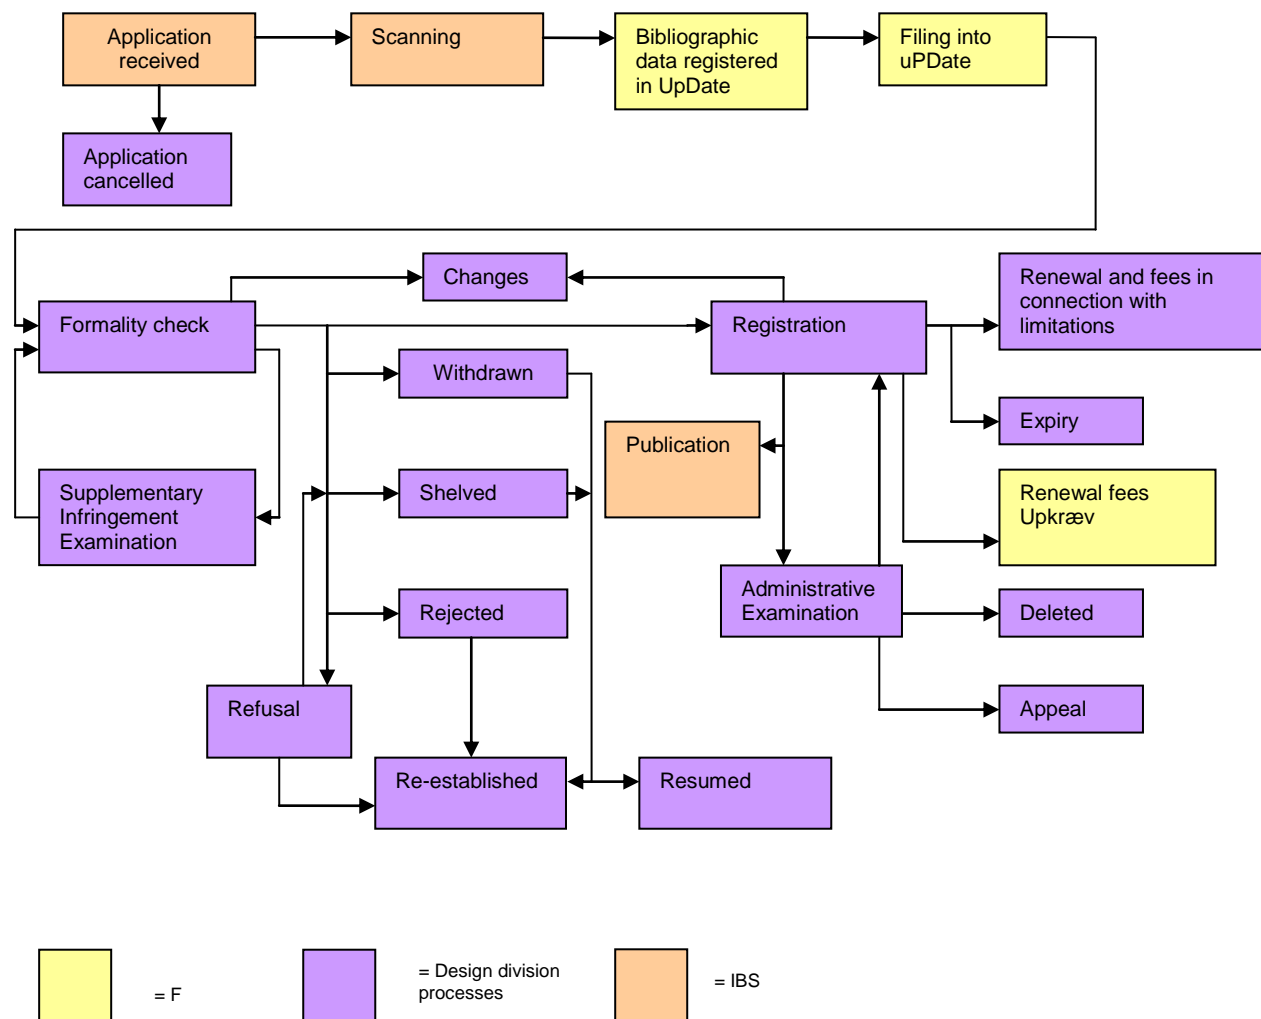 Application
received
Scanning
Bibliographic
data registered
in UpDate
Filing into
uPDate
Application
cancelled
Changes
Renewal and fees in
connection with
limitations
Formality check
Registration
Withdrawn
Expiry
Publication
Supplementary
Infringement
Examination
Shelved
Renewal fees
Upkræv
Administrative
Examination
Rejected
Deleted
Refusal
Appeal
Re-established
Resumed
= F
= Design division
processes
= IBS